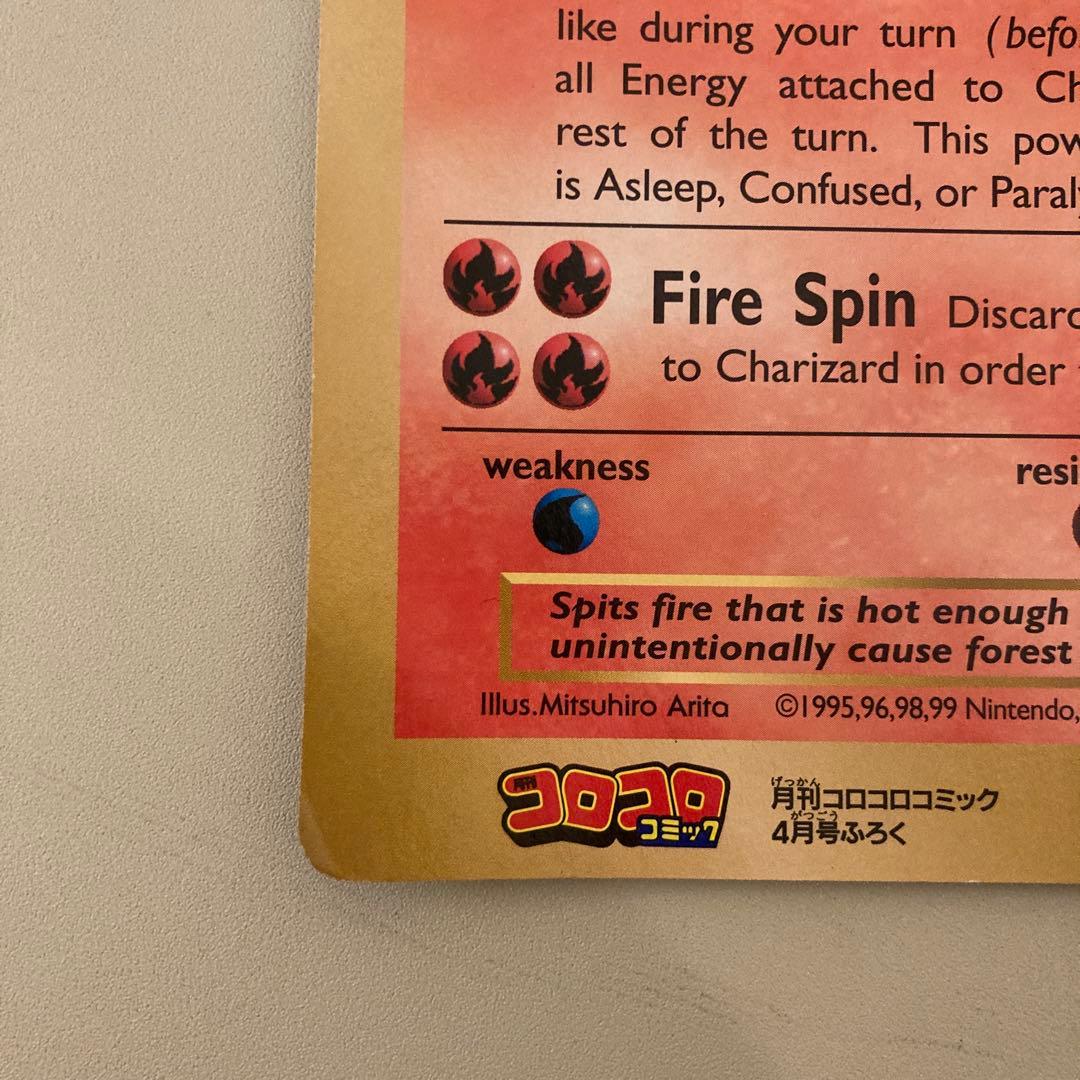 like during your turn (befo
all Energy attached to Ch
rest of the turn. This pow
is Asleep, Confused, or Paral
Fire Spin Discard
to Charizard in order
weakness
resi
Spits fire that is hot enough
unintentionally cause forest
Illus.Mitsuhiro Arita ©1995,96,98,99 Nintendo,
月刊
コロコロ
コミック
げっかん
月刊コロコロコミック
がつごう
4月号ふろく